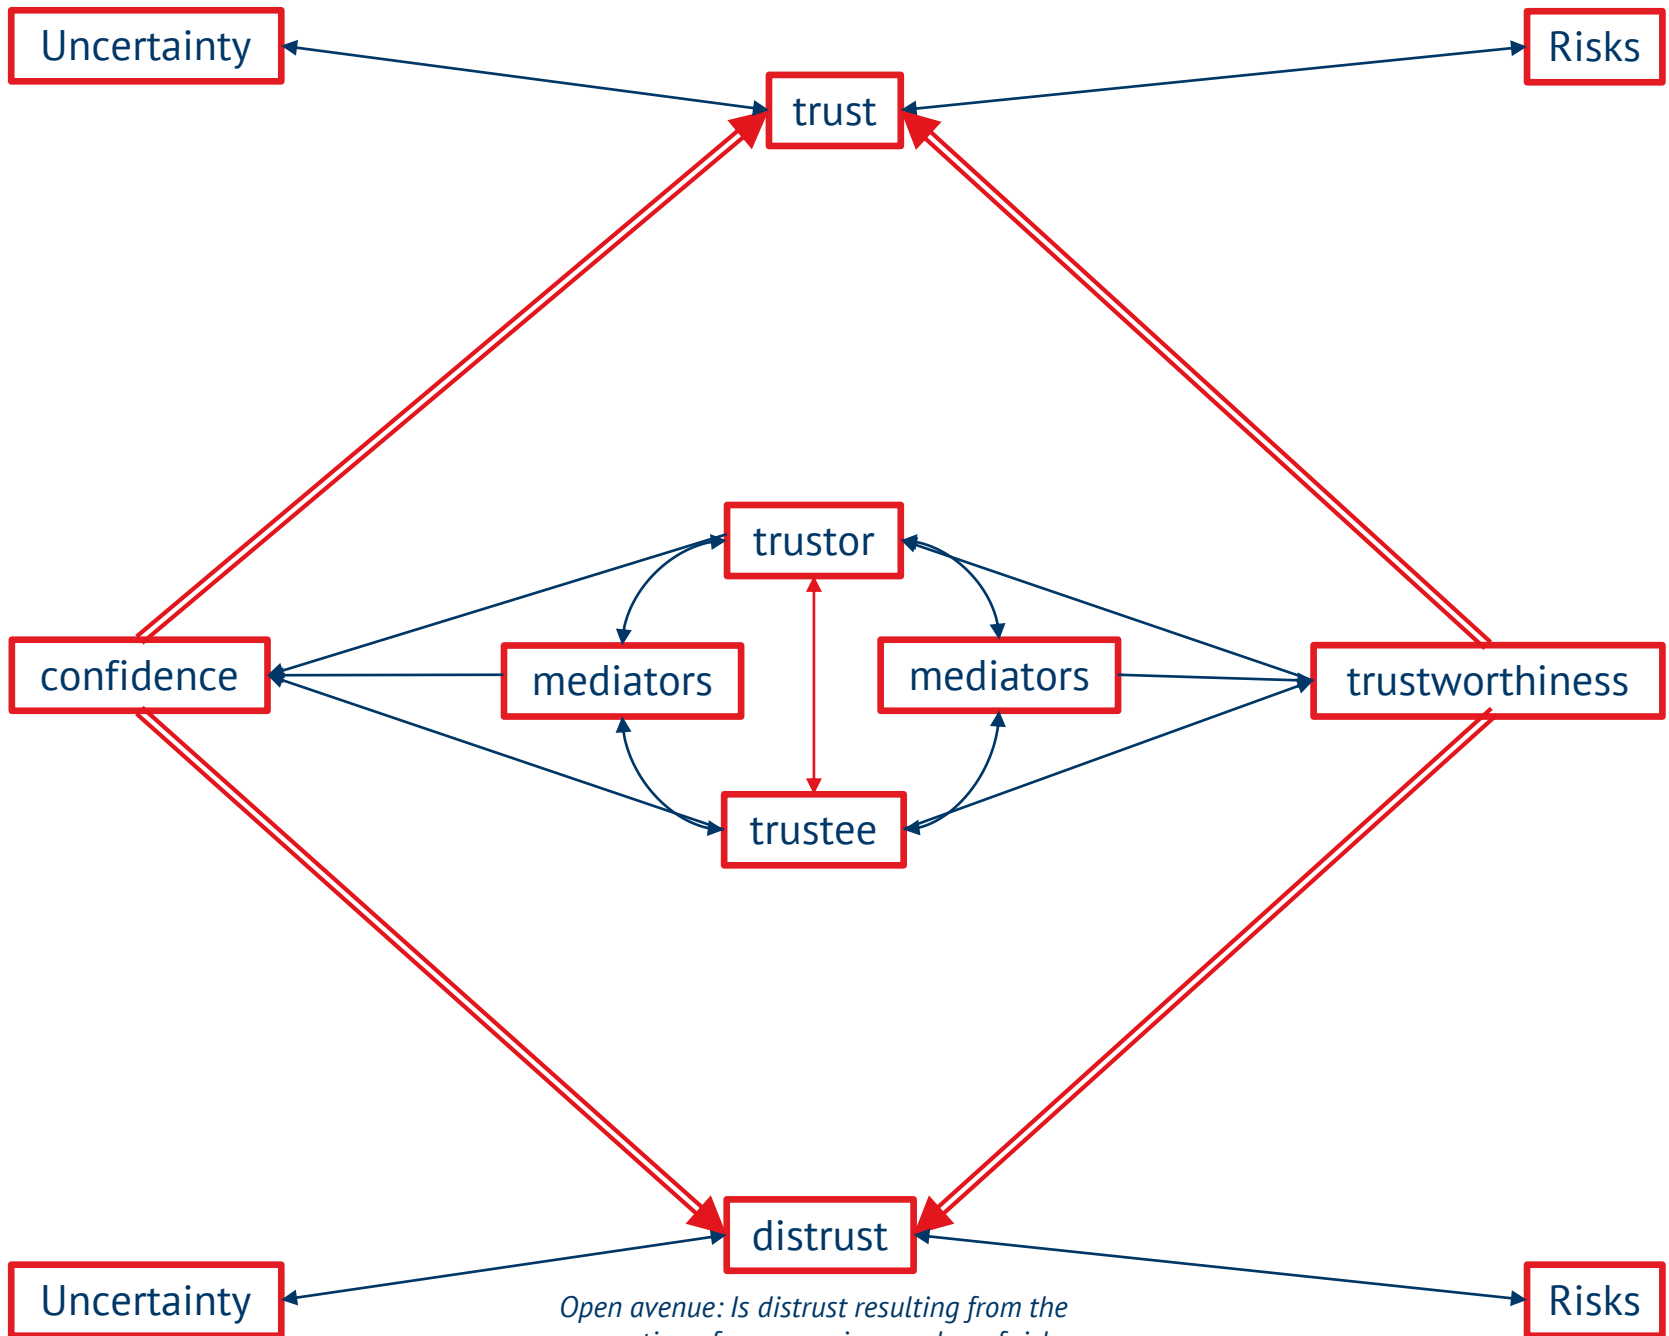 Uncertainty
Risks
trust
trustor
confidence
mediators
mediators
trustworthiness
trustee
distrust
Uncertainty
Risks
Open avenue: Is distrust resulting from the